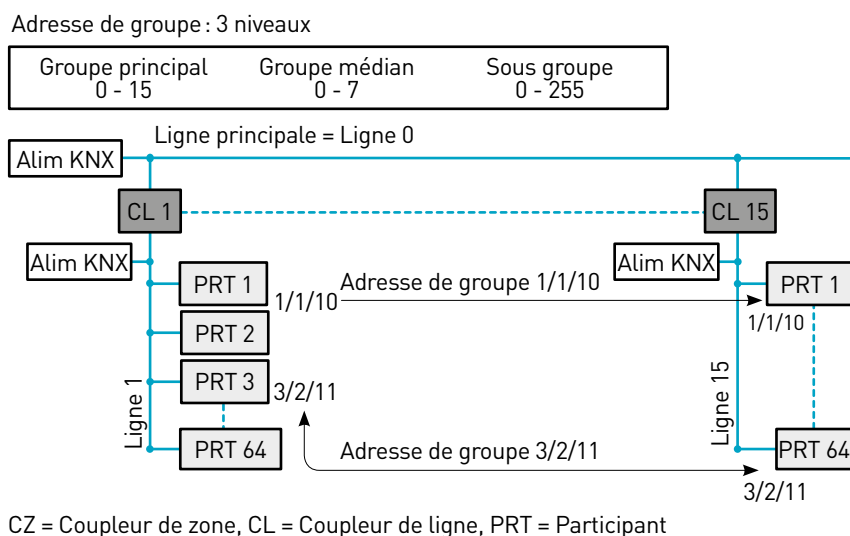 Adresse de groupe : 3 niveaux
Groupe principal
0 - 15
Groupe médian
0 - 7
Sous groupe
0 - 255
Ligne principale = Ligne 0
Alim KNX
CL 1
CL 15
Alim KNX
Alim KNX
PRT 1
1/1/10
Adresse de groupe 1/1/10
PRT 1
1/1/10
PRT 2
PRT 3
3/2/11
Ligne 1
Ligne 15
PRT 64
Adresse de groupe 3/2/11
PRT 64
3/2/11
CZ = Coupleur de zone, CL = Coupleur de ligne, PRT = Participant